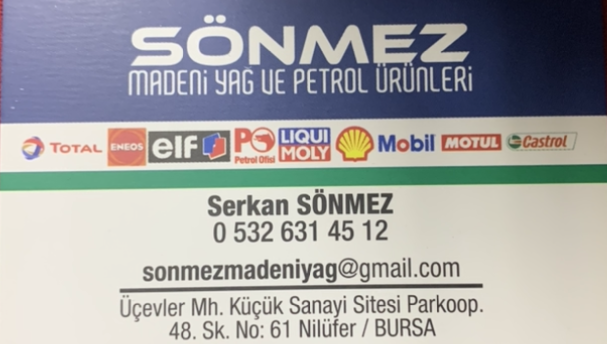 SÖNMEZ
MADENİ YAĞ VE PETROL ÜRÜNLERİ
TOTAL ENEOS elf PO Petrol Ofisi LIQUI MOLY Mobil MOTUL Castrol
Serkan SÖNMEZ
0 532 631 45 12
sonmezmadeniyag@gmail.com
Üçevler Mh. Küçük Sanayi Sitesi Parkoop.
48. Sk. No: 61 Nilüfer / BURSA